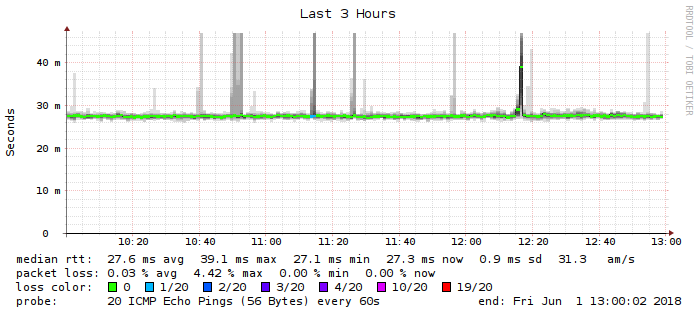 Last 3 Hours
RRDTOOL / TOBI OETIKER
Seconds
40 m
30 m
20 m
10 m
0
10:20 10:40 11:00 11:20 11:40 12:00 12:20 12:40 13:00
median rtt: 27.6 ms avg 39.1 ms max 27.1 ms min 27.3 ms now 0.9 ms sd 31.3 am/s
packet loss: 0.03 % avg 4.42 % max 0.00 % min 0.00 % now
loss color: 0 1/20 2/20 3/20 4/20 10/20 19/20
probe: 20 ICMP Echo Pings (56 Bytes) every 60s end: Fri Jun 1 13:00:02 2018